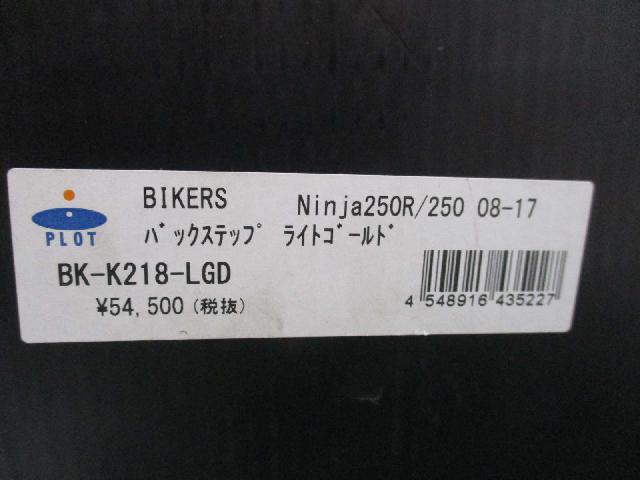 BIKERS Ninja250R/250 08-17
PLOT ﾊﾞｯｸｽﾃｯﾌﾟ ﾗｲﾄｺﾞｰﾙﾄﾞ
BK-K218-LGD
¥54,500(税抜)
4 548916 435227